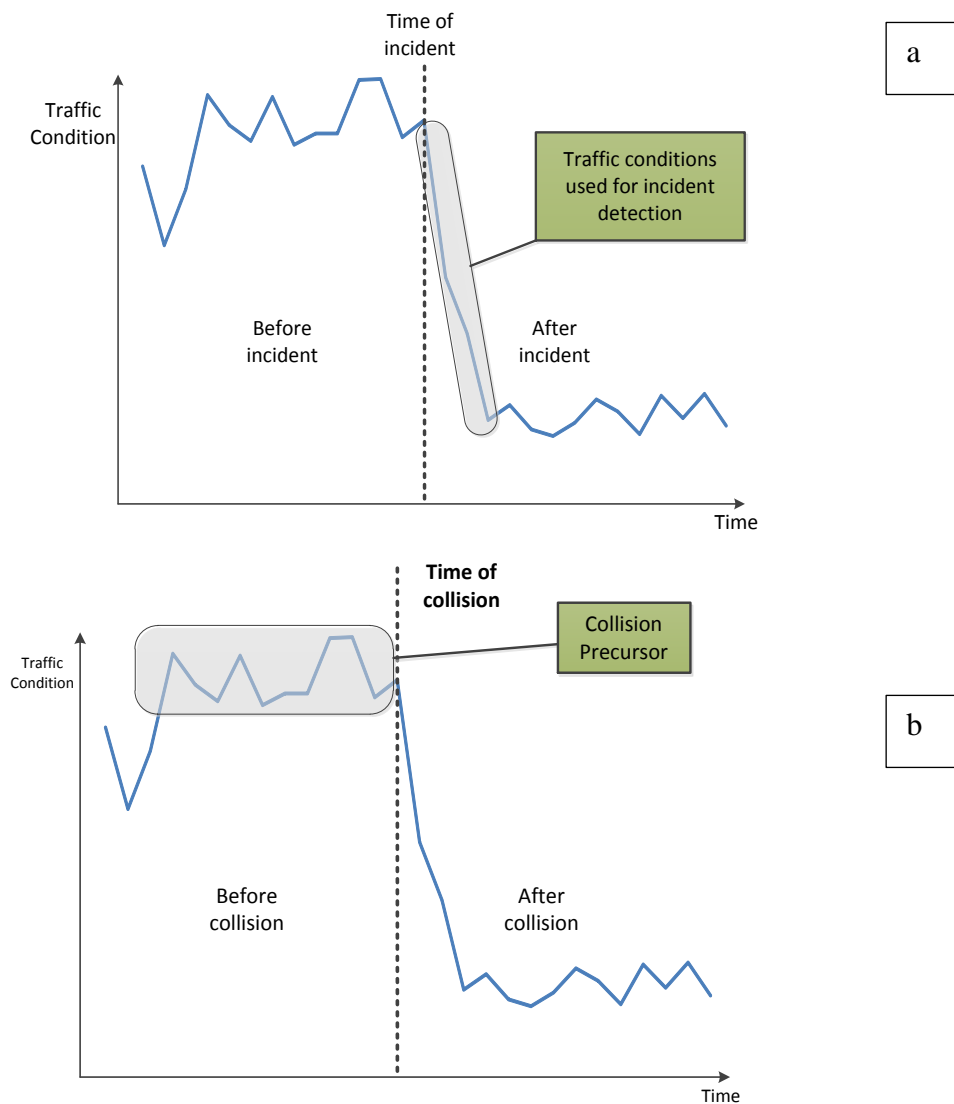 Time of
incident
a
Traffic
Condition
Traffic conditions
used for incident
detection
Before
incident
After
incident
Time
Time of
collision
Collision
Precursor
Traffic
Condition
b
Before
collision
After
collision
Time